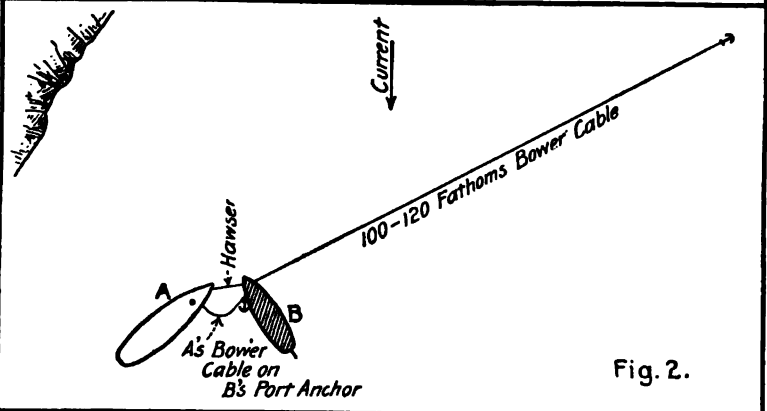 Current
100-120 Fathoms Bower Cable
Hawser
A
B
A's Bower
Cable on
B's Port Anchor
Fig. 2.